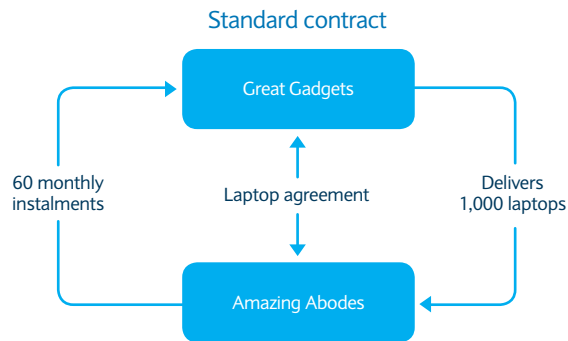 Standard contract
Great Gadgets
60 monthly
instalments
Laptop agreement
Delivers
1,000 laptops
Amazing Abodes